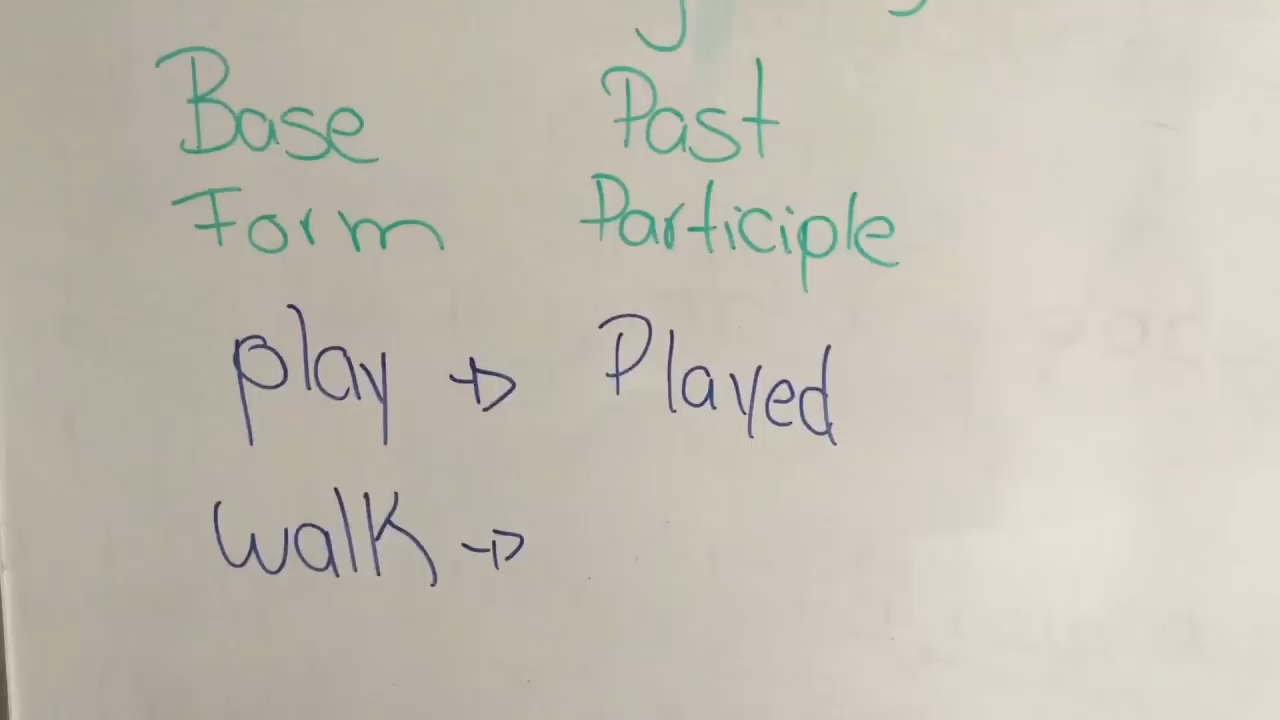 Base Past
Form Participle
play → Played
walk →